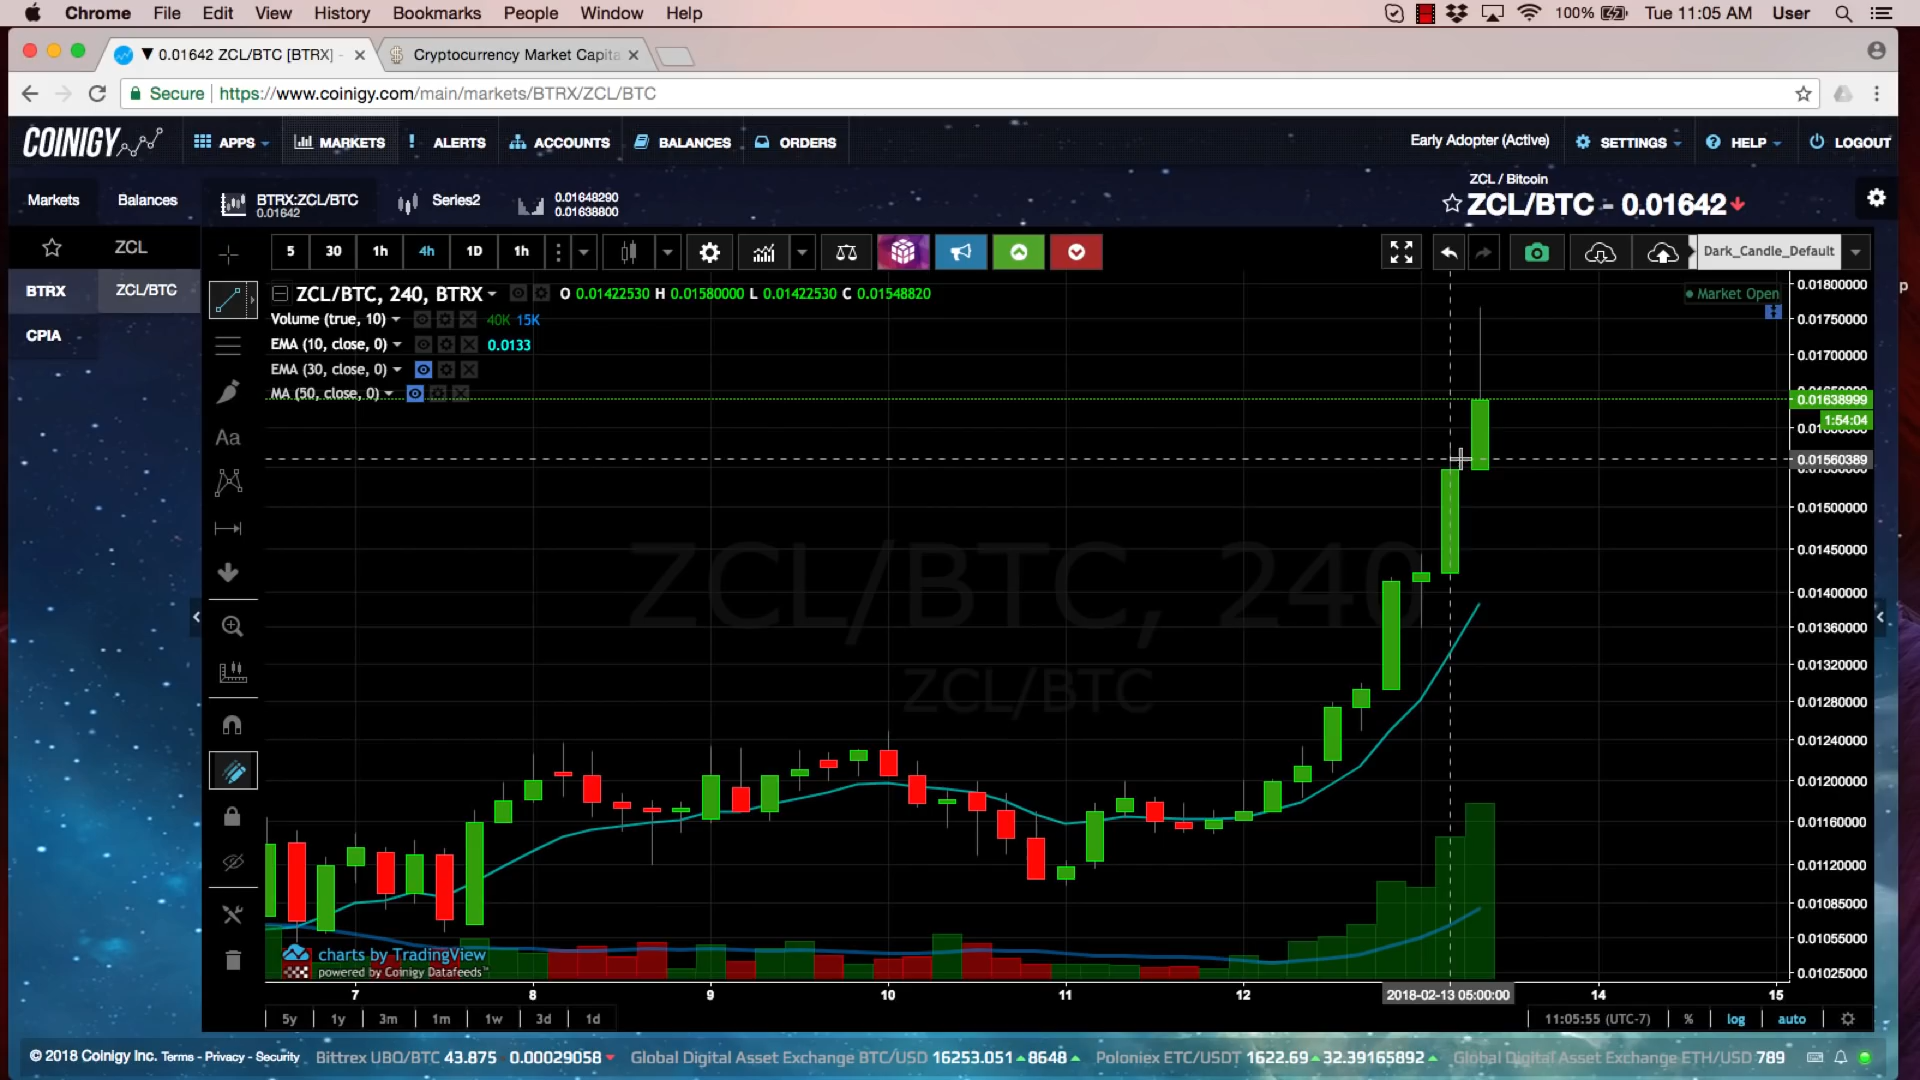 Chrome File Edit View History Bookmarks People Window Help 100% Tue 11:05 AM User
▼ 0.01642 ZCL/BTC [BTRX] - Cryptocurrency Market Capita
Secure https://www.coinigy.com/main/markets/BTRX/ZCL/BTC
COINIGY APPS MARKETS ALERTS ACCOUNTS BALANCES ORDERS Early Adopter (Active) SETTINGS HELP LOGOUT
Markets Balances BTRX:ZCL/BTC Series2 0.01648290 ZCL / Bitcoin
0.01642 0.01638800 ZCL/BTC - 0.01642
ZCL 5 30 1h 4h 1D 1h Dark_Candle_Default
BTRX ZCL/BTC
CPIA
ZCL/BTC, 240, BTRX O 0.01422530 H 0.01580000 L 0.01422530 C 0.01548820 Market Open
Volume (true, 10) 40K 15K
EMA (10, close, 0) 0.0133
EMA (30, close, 0)
MA (50, close, 0)
Aa
ZCL/BTC, 240
ZCL/BTC
0.01800000
0.01750000
0.01700000
0.01638999
1:54:04
0.01560389
0.01500000
0.01450000
0.01400000
0.01360000
0.01320000
0.01280000
0.01240000
0.01200000
0.01160000
0.01120000
0.01085000
0.01055000
0.01025000
charts by TradingView
powered by Coinigy Datafeeds™
7 8 9 10 11 12 2018-02-13 05:00:00 14 15
5y 1y 3m 1m 1w 3d 1d 11:05:55 (UTC-7) % log auto
© 2018 Coinigy Inc. Terms - Privacy - Security Bittrex UBQ/BTC 43.875 0.00029058 Global Digital Asset Exchange BTC/USD 16253.051 8648 Poloniex ETC/USDT 1622.69 32.39165892 Global Digital Asset Exchange ETH/USD 789